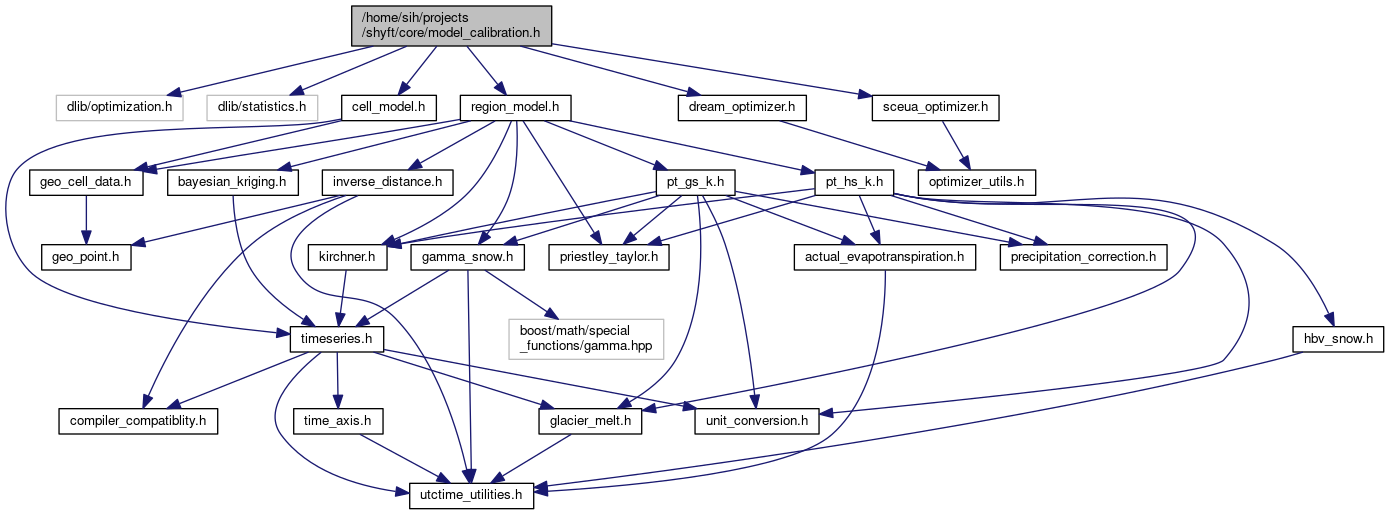 /home/sih/projects
/shyft/core/model_calibration.h
dlib/optimization.h
dlib/statistics.h
cell_model.h
region_model.h
dream_optimizer.h
sceua_optimizer.h
geo_cell_data.h
bayesian_kriging.h
inverse_distance.h
pt_gs_k.h
pt_hs_k.h
optimizer_utils.h
geo_point.h
kirchner.h
gamma_snow.h
priestley_taylor.h
actual_evapotranspiration.h
precipitation_correction.h
timeseries.h
boost/math/special
_functions/gamma.hpp
hbv_snow.h
compiler_compatiblity.h
time_axis.h
glacier_melt.h
unit_conversion.h
utctime_utilities.h